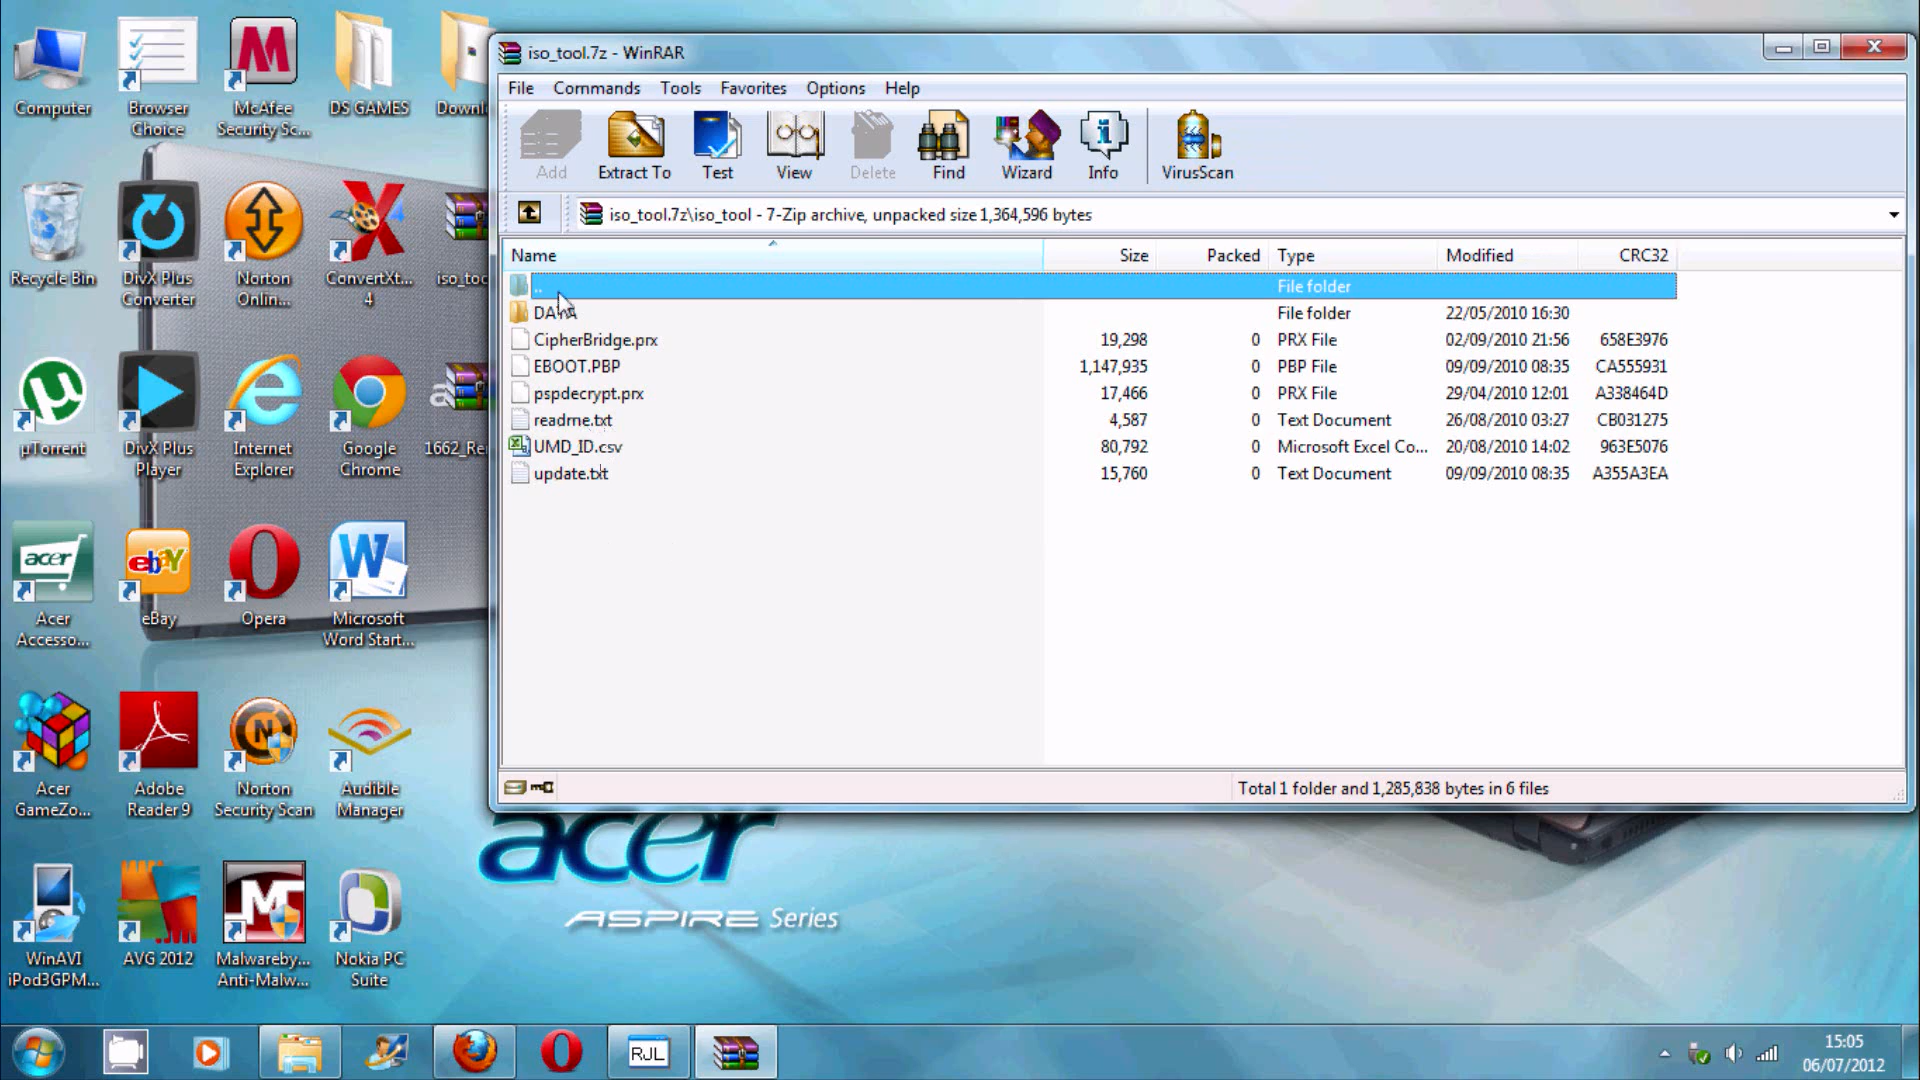 Computer
Browser
Choice
McAfee
Security Sc...
DS GAMES
Recycle Bin
DivX Plus
Converter
Norton
Onlin...
ConvertXt...
4
µTorrent
DivX Plus
Player
Internet
Explorer
Google
Chrome
acer
Acer
Accesso...
ebay
eBay
Opera
Microsoft
Word Start...
Acer
GameZo...
Adobe
Reader 9
Norton
Security Scan
Audible
Manager
WinAVI
iPod3GPM...
AVG 2012
Malwareby...
Anti-Malw...
Nokia PC
Suite
iso_tool.7z - WinRAR
File Commands Tools Favorites Options Help
Add Extract To Test View Delete Find Wizard Info VirusScan
iso_tool.7z\iso_tool - 7-Zip archive, unpacked size 1,364,596 bytes
Name Size Packed Type Modified CRC32
.. File folder
File folder 22/05/2010 16:30
CipherBridge.prx 19,298 0 PRX File 02/09/2010 21:56 658E3976
EBOOT.PBP 1,147,935 0 PBP File 09/09/2010 08:35 CA555931
pspdecrypt.prx 17,466 0 PRX File 29/04/2010 12:01 A338464D
readme.txt 4,587 0 Text Document 26/08/2010 03:27 CB031275
UMD_ID.csv 80,792 0 Microsoft Excel Co... 20/08/2010 14:02 963E5076
update.txt 15,760 0 Text Document 09/09/2010 08:35 A355A3EA
Total 1 folder and 1,285,838 bytes in 6 files
acer
ASPIRE Series
RJL
15:05
06/07/2012